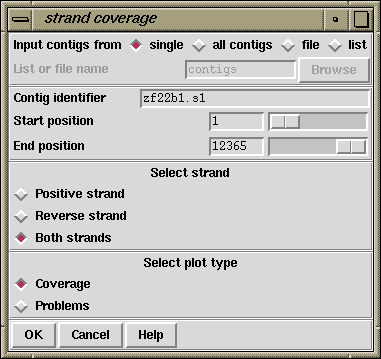 strand coverage
Input contigs from single all contigs file list
List or file name contigs Browse
Contig identifier zf22b1.s1
Start position 1
End position 12365
Select strand
Positive strand
Reverse strand
Both strands
Select plot type
Coverage
Problems
OK Cancel Help